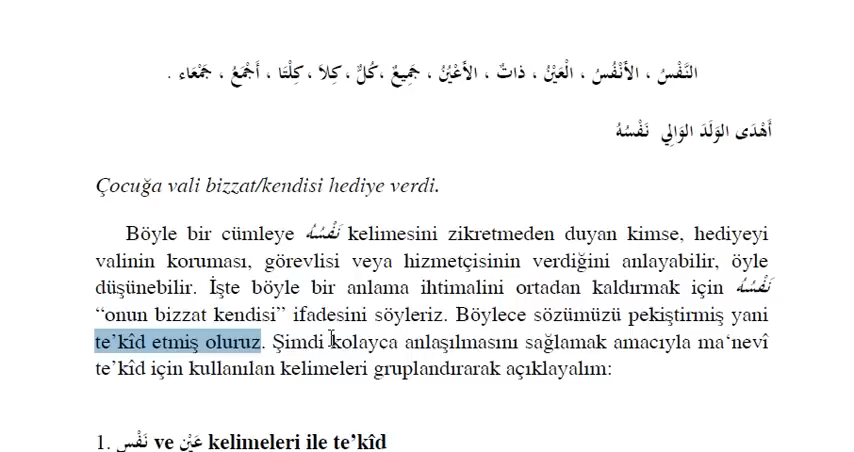 النَّفْسُ ، الأَنْفُسُ ، الْعَيْنُ ، ذاتُ ، الأَعْيُنُ ، جَمِيعُ ،كُلُّ ، كِلاَ ، كِلْتَا ، أَجْمَعُ ، جَمْعَاء .
أَهْدَى الوَلَدَ الوَالِي نَفْسُهُ
Çocuğa vali bizzat/kendisi hediye verdi.
Böyle bir cümleye نَفْسُهُ kelimesini zikretmeden duyan kimse, hediyeyi
valinin koruması, görevlisi veya hizmetçisinin verdiğini anlayabilir, öyle
düşünebilir. İşte böyle bir anlama ihtimalini ortadan kaldırmak için نَفْسُهُ
“onun bizzat kendisi” ifadesini söyleriz. Böylece sözümüzü pekiştirmiş yani
te’kîd etmiş oluruz. Şimdi kolayca anlaşılmasını sağlamak amacıyla ma‘nevî
te’kîd için kullanılan kelimeleri gruplandırarak açıklayalım:
1. نَفْس ve عَيْن kelimeleri ile te’kîd